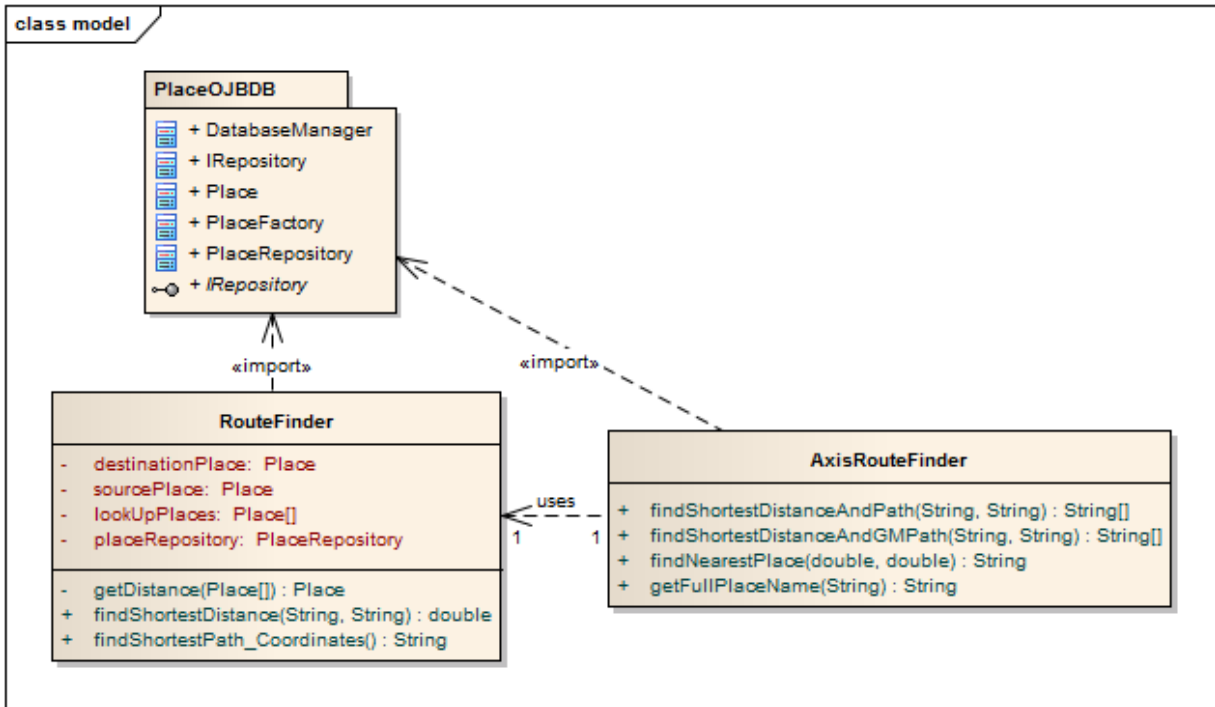 class model
PlaceOJBDB
+ DatabaseManager
+ IRepository
+ Place
+ PlaceFactory
+ PlaceRepository
+ IRepository
«import»
«import»
RouteFinder
- destinationPlace: Place
- sourcePlace: Place
- lookUpPlaces: Place[]
- placeRepository: PlaceRepository
- getDistance(Place[]) : Place
+ findShortestDistance(String, String) : double
+ findShortestPath_Coordinates() : String
uses
1
1
AxisRouteFinder
+ findShortestDistanceAndPath(String, String) : String[]
+ findShortestDistanceAndGMPath(String, String) : String[]
+ findNearestPlace(double, double) : String
+ getFullPlaceName(String) : String